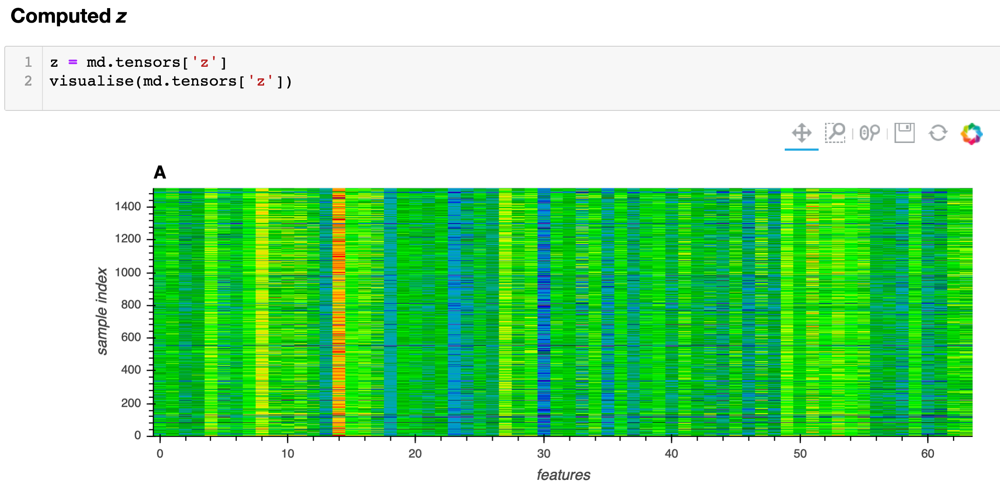 Computed z
1 z = md.tensors['z']
2 visualise(md.tensors['z'])
A
1400
1200
1000
800
600
400
200
0
sample index
0 10 20 30 40 50 60
features